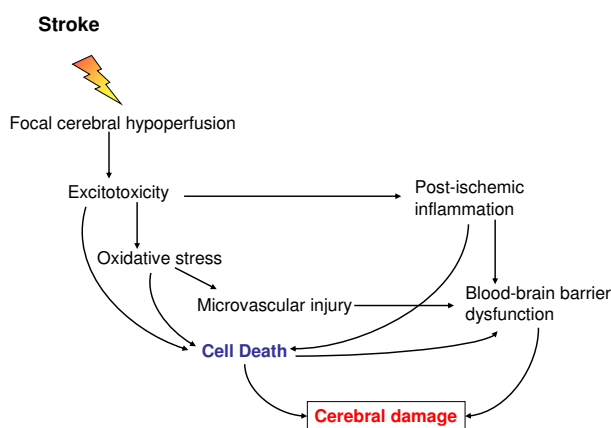 Stroke
Focal cerebral hypoperfusion
Excitotoxicity
Post-ischemic
inflammation
Oxidative stress
Microvascular injury
Blood-brain barrier
dysfunction
Cell Death
Cerebral damage